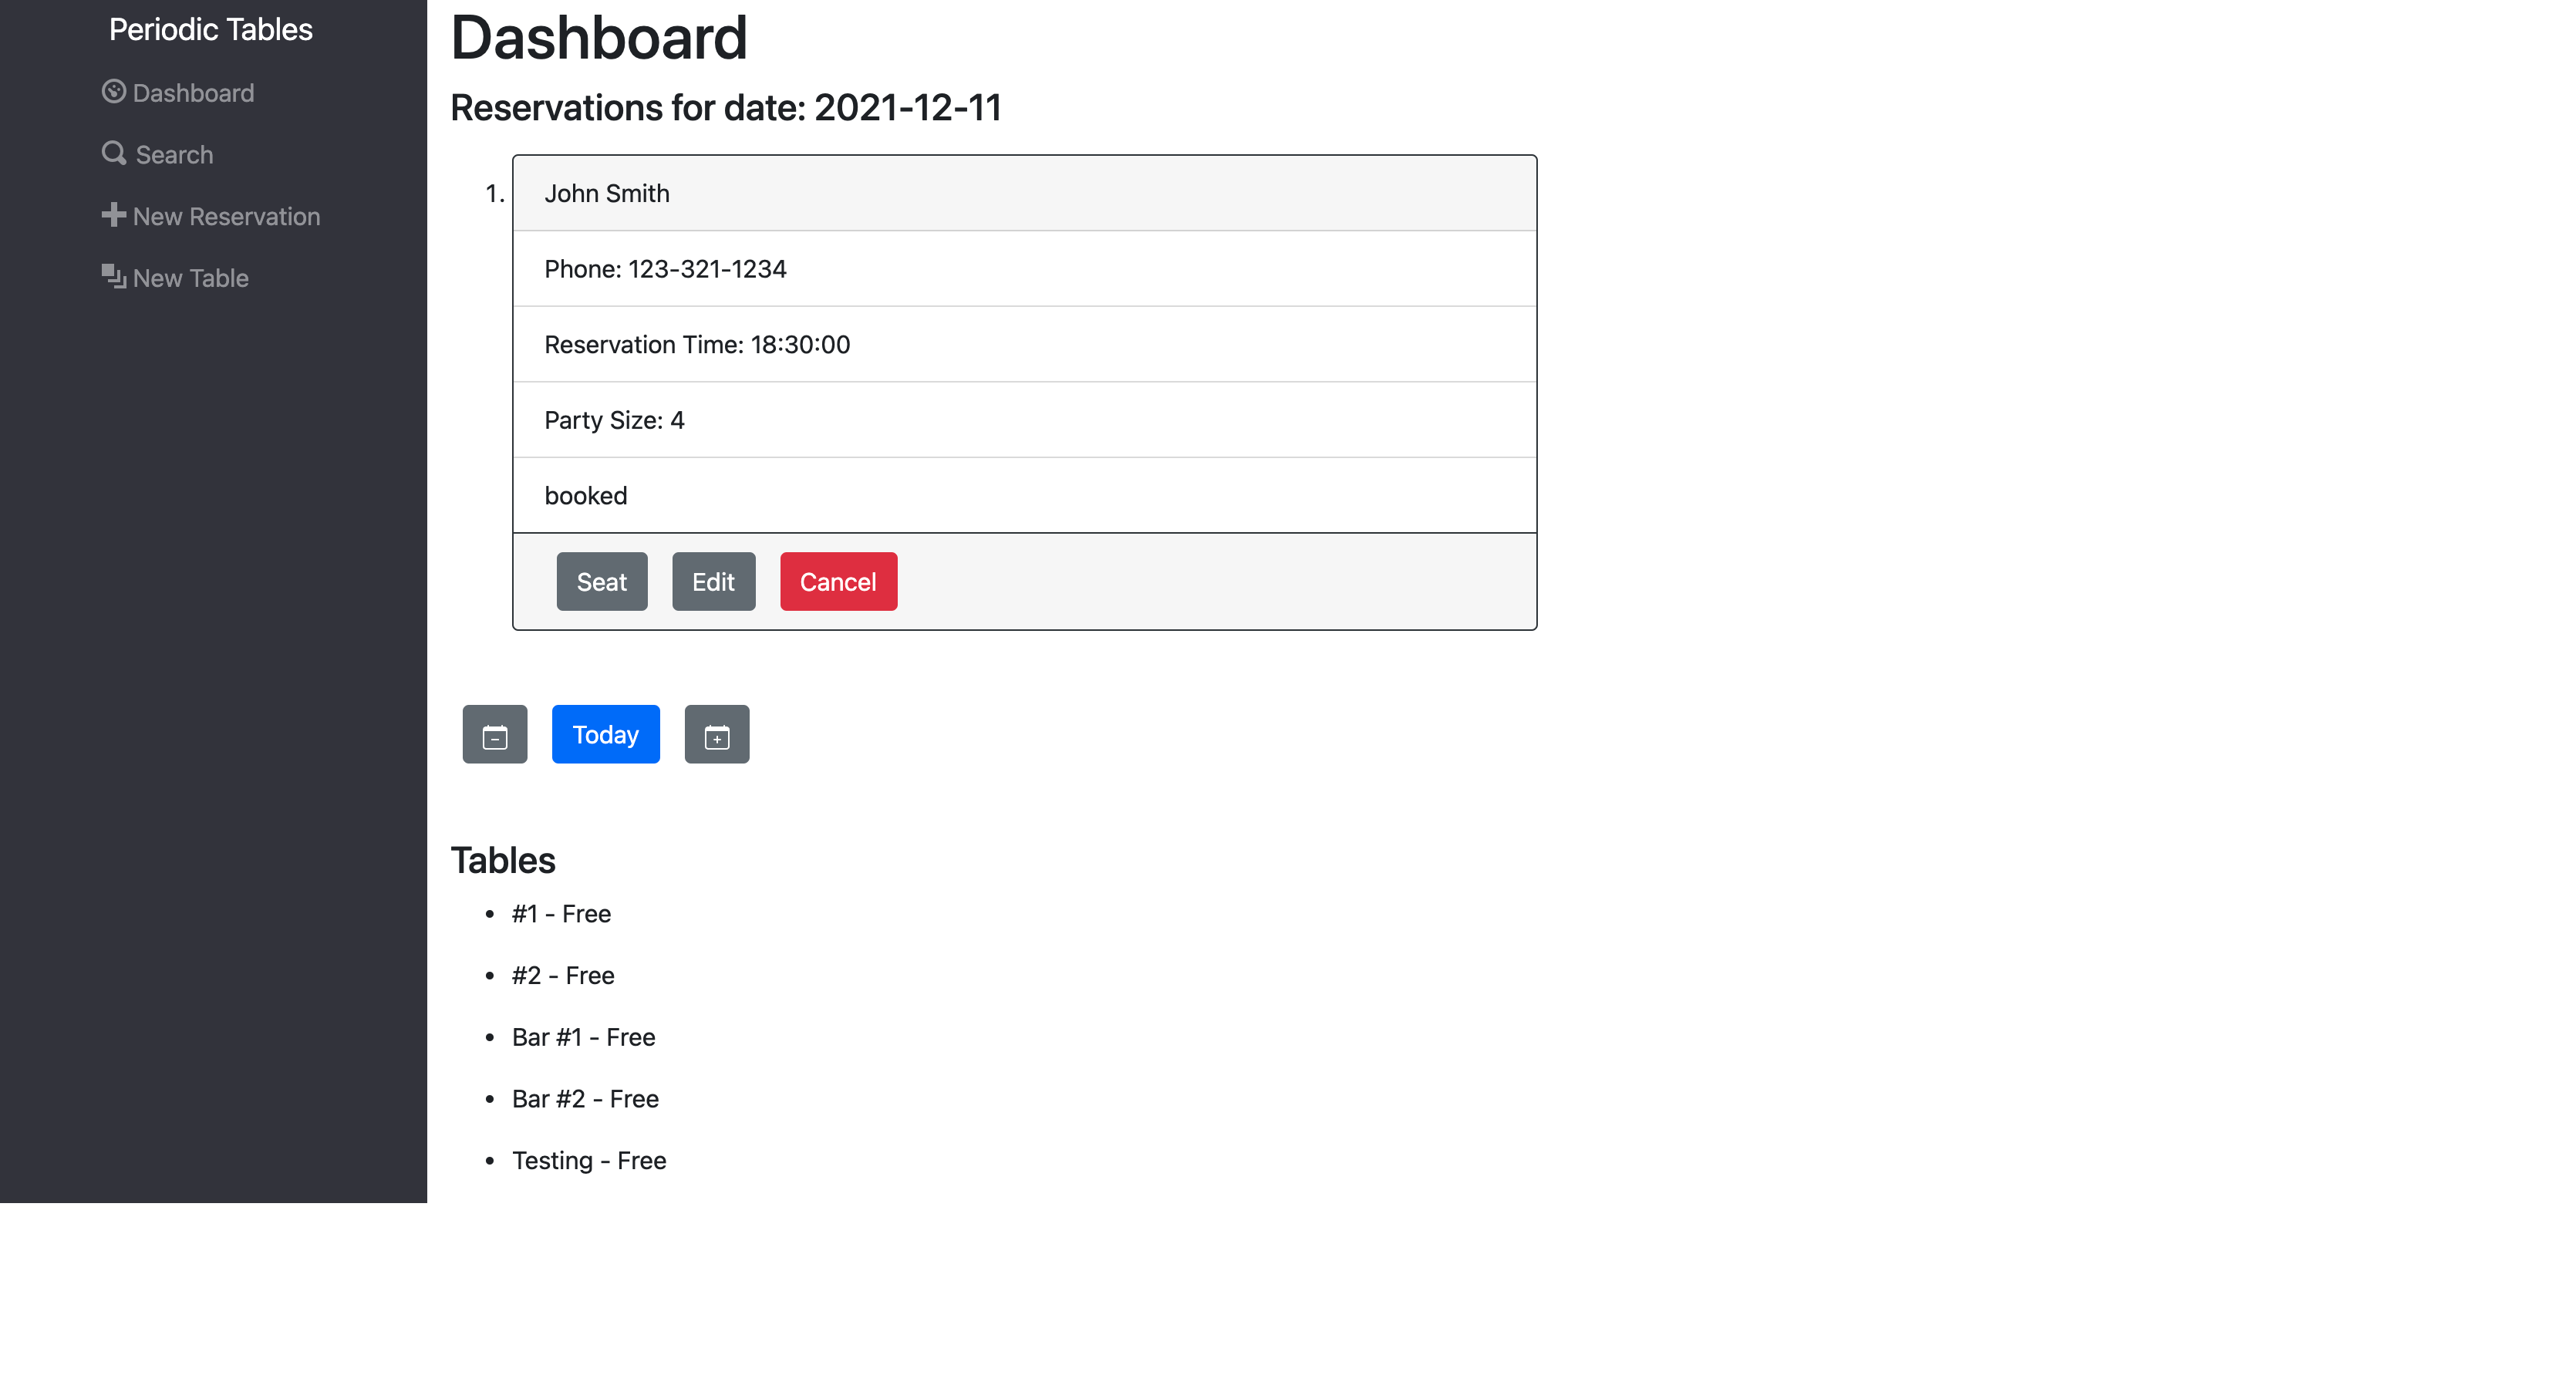 Periodic Tables
Dashboard
Search
New Reservation
New Table
Dashboard
Reservations for date: 2021-12-11
1. John Smith
Phone: 123-321-1234
Reservation Time: 18:30:00
Party Size: 4
booked
Seat Edit Cancel
Today
Tables
• #1 - Free
• #2 - Free
• Bar #1 - Free
• Bar #2 - Free
• Testing - Free